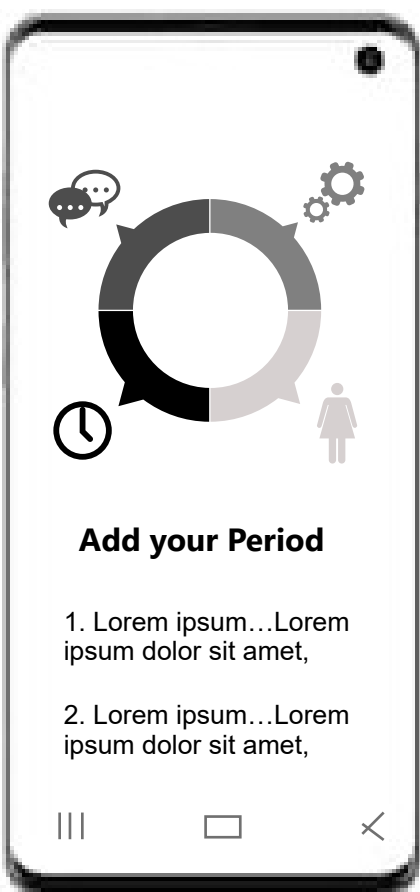 Add your Period
1. Lorem ipsum…Lorem
ipsum dolor sit amet,
2. Lorem ipsum…Lorem
ipsum dolor sit amet,